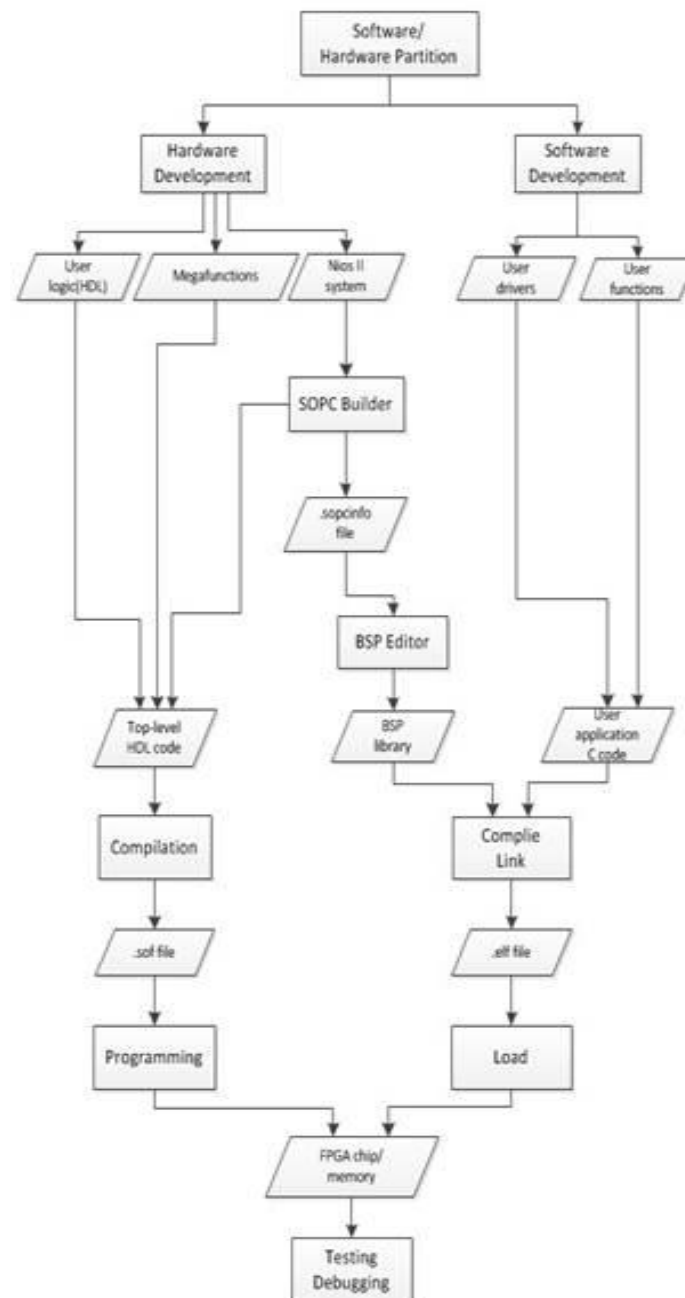 Software/
Hardware Partition
Hardware
Development
Software
Development
User
logic(HDL)
Megafunctions
Nios II
system
User
drivers
User
functions
SOPC Builder
.sopcinfo
file
BSP Editor
Top-level
HDL code
BSP
library
User
application
C code
Compilation
Complie
Link
.sof file
.elf file
Programming
Load
FPGA chip/
memory
Testing
Debugging